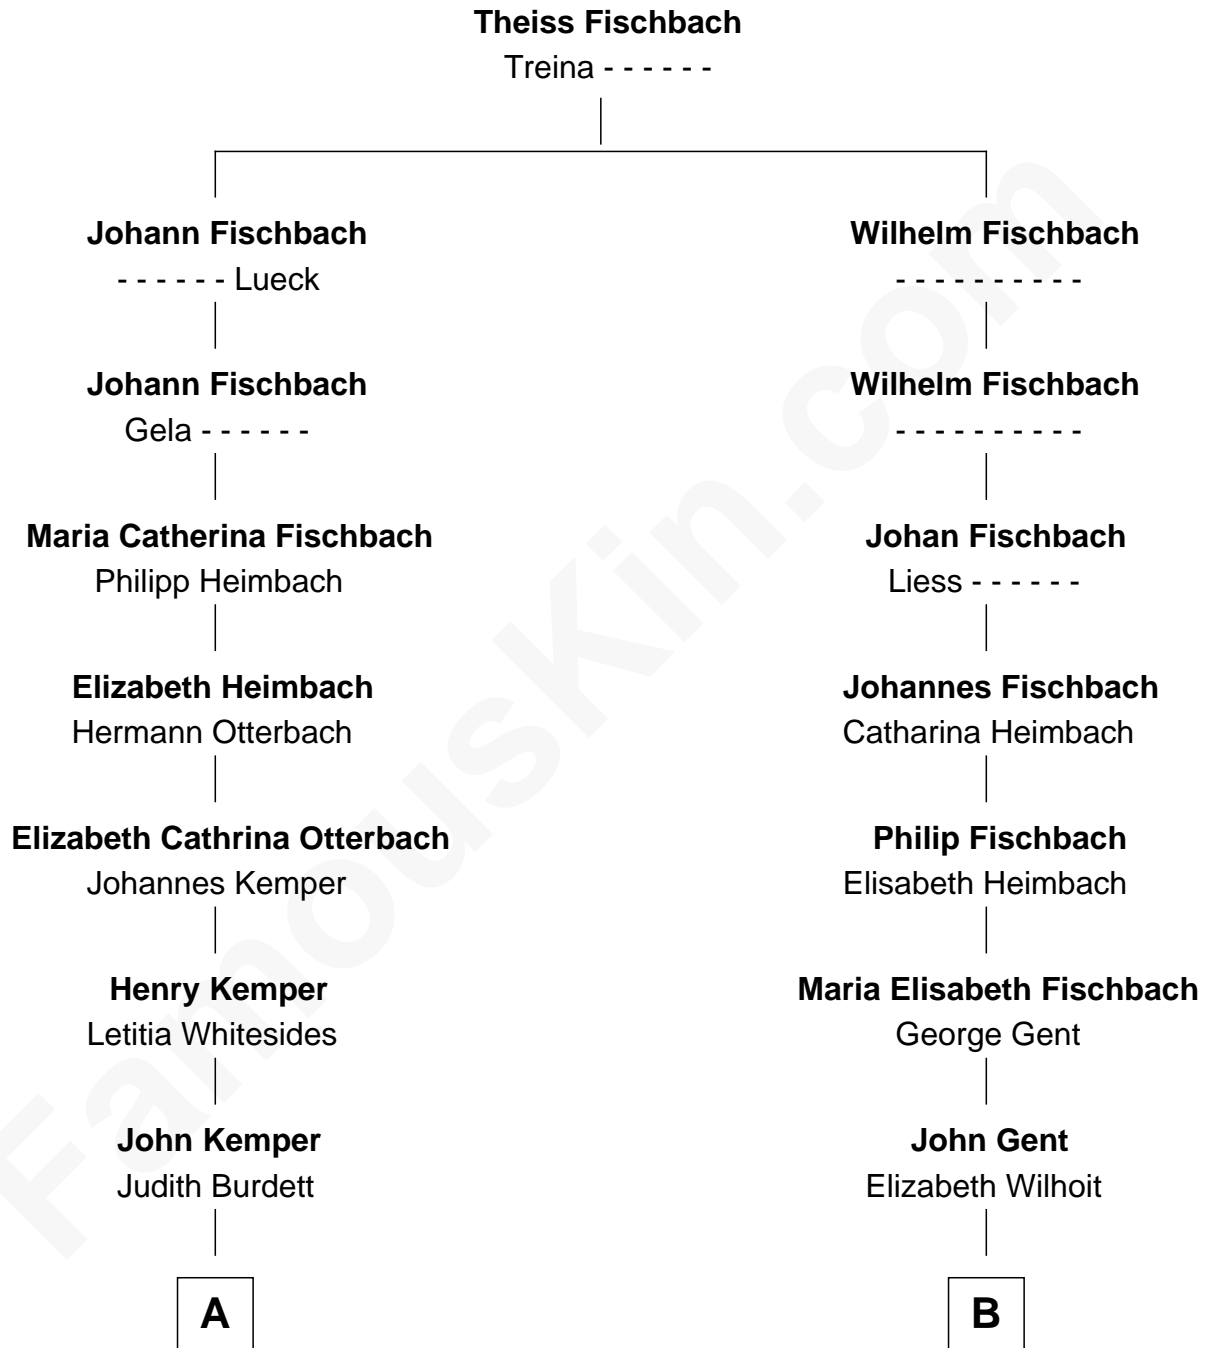 Theiss Fischbach
Treina - - - - - -
Johann Fischbach
- - - - - - Lueck
Johann Fischbach
Gela - - - - - -
Maria Catherina Fischbach
Philipp Heimbach
Elizabeth Heimbach
Hermann Otterbach
Elizabeth Cathrina Otterbach
Johannes Kemper
Henry Kemper
Letitia Whitesides
John Kemper
Judith Burdett
A
Wilhelm Fischbach
- - - - - - - - - -
Wilhelm Fischbach
- - - - - - - - - -
Johan Fischbach
Liess - - - - - -
Johannes Fischbach
Catharina Heimbach
Philip Fischbach
Elisabeth Heimbach
Maria Elisabeth Fischbach
George Gent
John Gent
Elizabeth Wilhoit
B
FamousKin.com